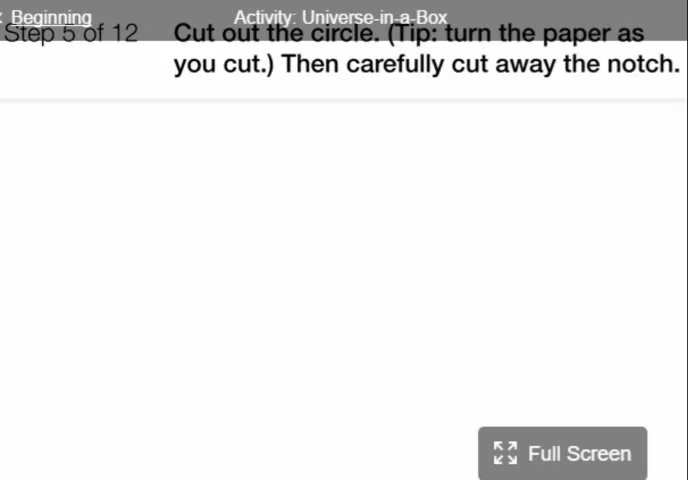 Beginning
Activity: Universe-in-a-Box
Step 5 of 12
Cut out the circle. (Tip: turn the paper as
you cut.) Then carefully cut away the notch.
Full Screen